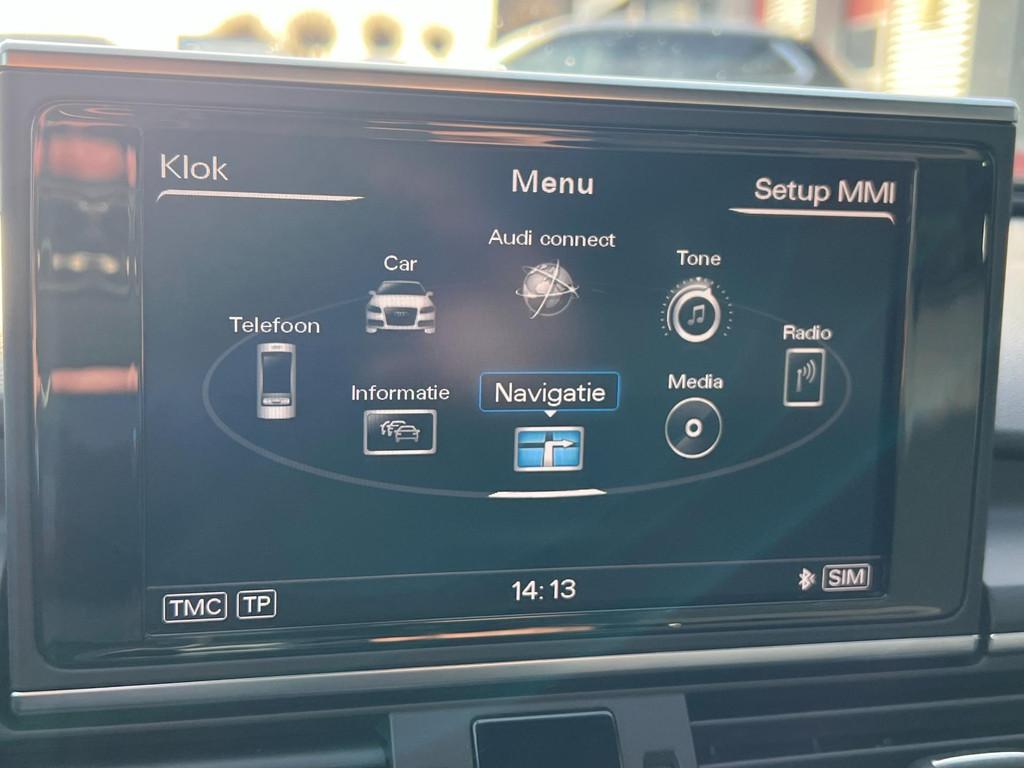 Klok
Menu
Setup MMI
Audi connect
Car
Tone
Telefoon
Radio
Informatie
Navigatie
Media
TMC
TP
14:13
SIM